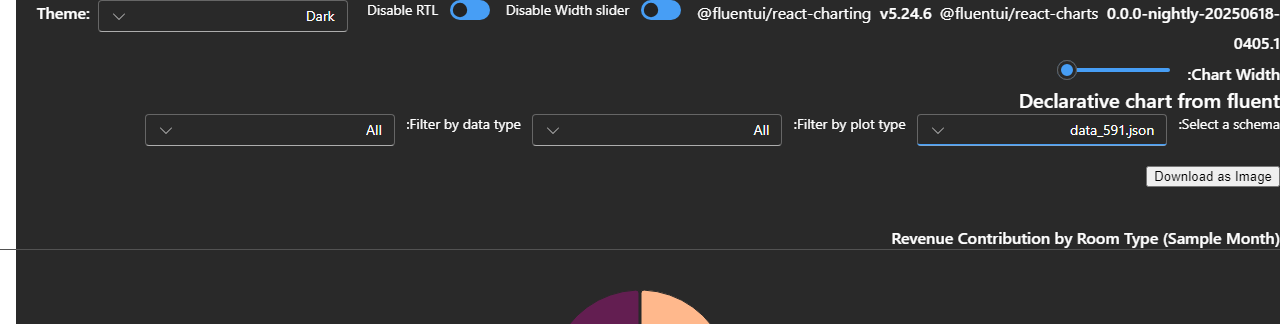 Theme:
Dark
Disable RTL
Disable Width slider
@fluentui/react-charting v5.24.6 @fluentui/react-charts 0.0.0-nightly-20250618-
0405.1
:Chart Width
Declarative chart from fluent
:Select a schema
data_591.json
:Filter by plot type
All
:Filter by data type
All
Download as Image
Revenue Contribution by Room Type (Sample Month)